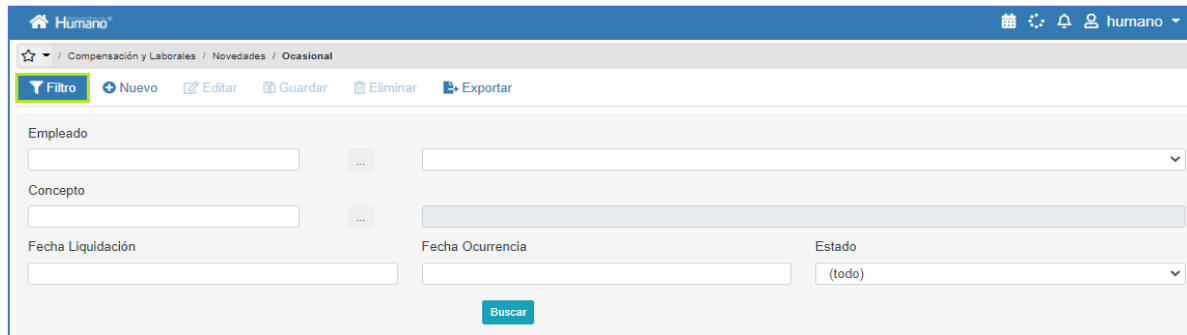 Humano® humano
/ Compensación y Laborales / Novedades / Ocasional
Filtro Nuevo Editar Guardar Eliminar Exportar
Empleado
...
Concepto
...
Fecha Liquidación Fecha Ocurrencia Estado
(todo)
Buscar